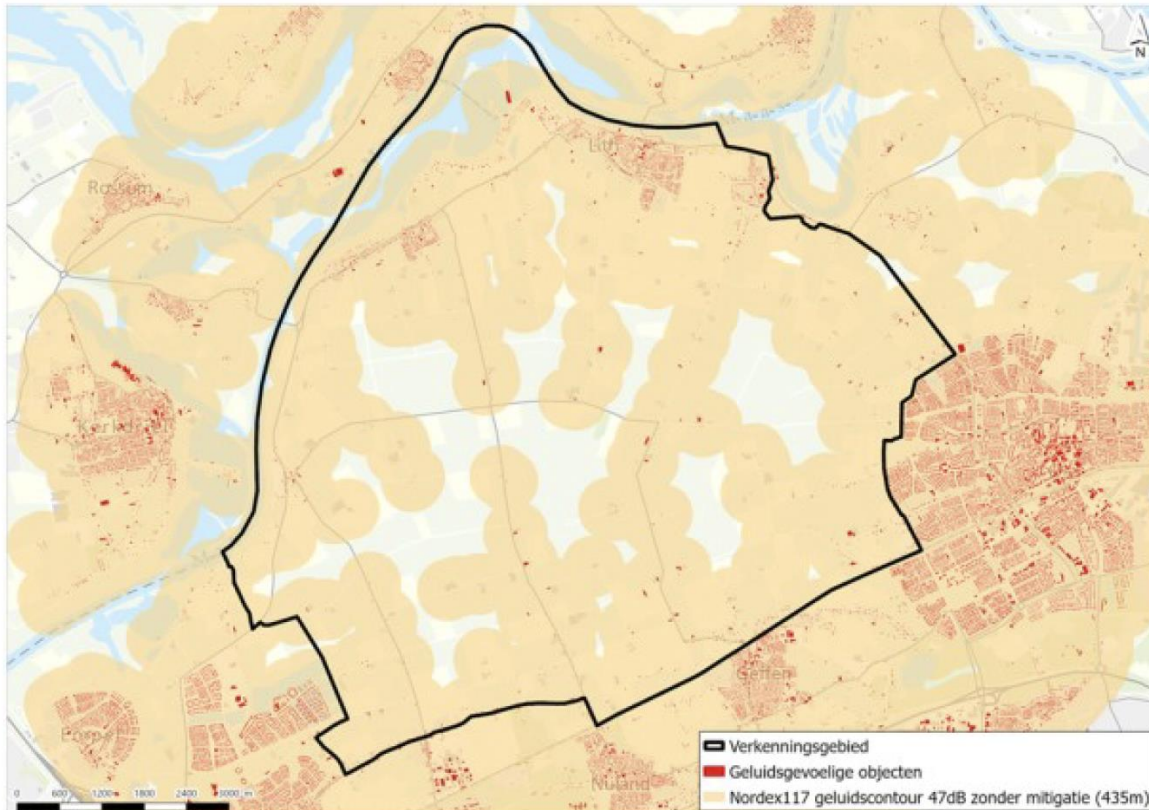 N
Lith
Rossum
Kerkdriel
Geffen
Empel
Nuland
0 600 1200 1800 2400 3000 m
Verkenningsgebied
Geluidsgevoelige objecten
Nordex117 geluidscontour 47dB zonder mitigatie (435m)